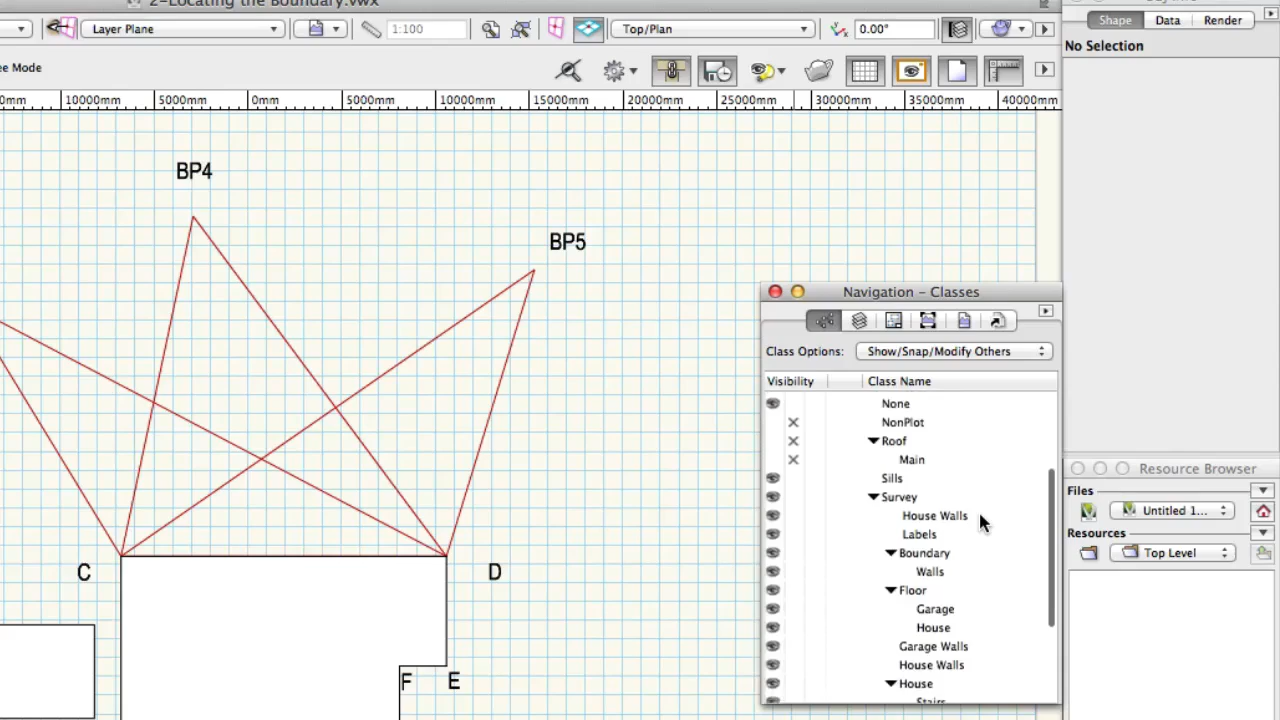 2-Locating the Boundary.vwx
Layer Plane
1:100
Top/Plan
0.00°
Shape
Data
Render
No Selection
ee Mode
0mm
10000mm
5000mm
0mm
5000mm
10000mm
15000mm
20000mm
25000mm
30000mm
35000mm
40000mm
BP4
BP5
C
D
F
E
Navigation – Classes
Class Options:
Show/Snap/Modify Others
Visibility
Class Name
None
NonPlot
Roof
Main
Sills
Survey
House Walls
Labels
Boundary
Walls
Floor
Garage
House
Garage Walls
House Walls
House
Stairs
Resource Browser
Files
Untitled 1...
Resources
Top Level